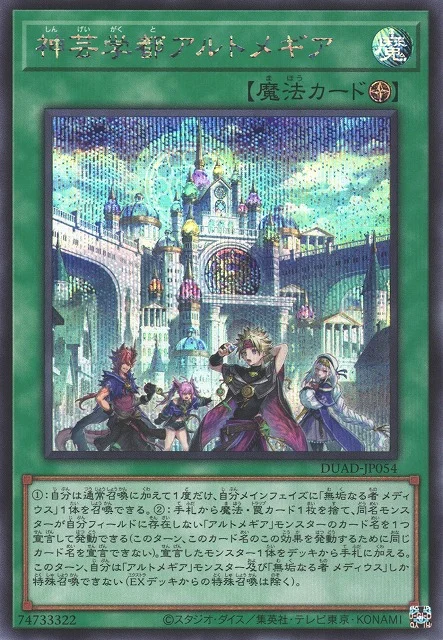 神芸学都アルトメギア
【魔法カード】
DUAD-JP054
①：自分は通常召喚に加えて１度だけ、自分メインフェイズに「無垢なる者 メディ
ウス」１体を召喚できる。②：手札から魔法・罠カード１枚を捨て、同名モンス
ターが自分フィールドに存在しない「アルトメギア」モンスターのカード名を１つ
宣言して発動できる（このターン、このカード名のこの効果を発動するために同じ
カード名を宣言できない）。宣言したモンスター１体をデッキから手札に加える。
このターン、自分は「アルトメギア」モンスター及び「無垢なる者 メディウス」しか
特殊召喚できない（EXデッキからの特殊召喚は除く）。
74733322
©スタジオ・ダイス／集英社・テレビ東京・KONAMI